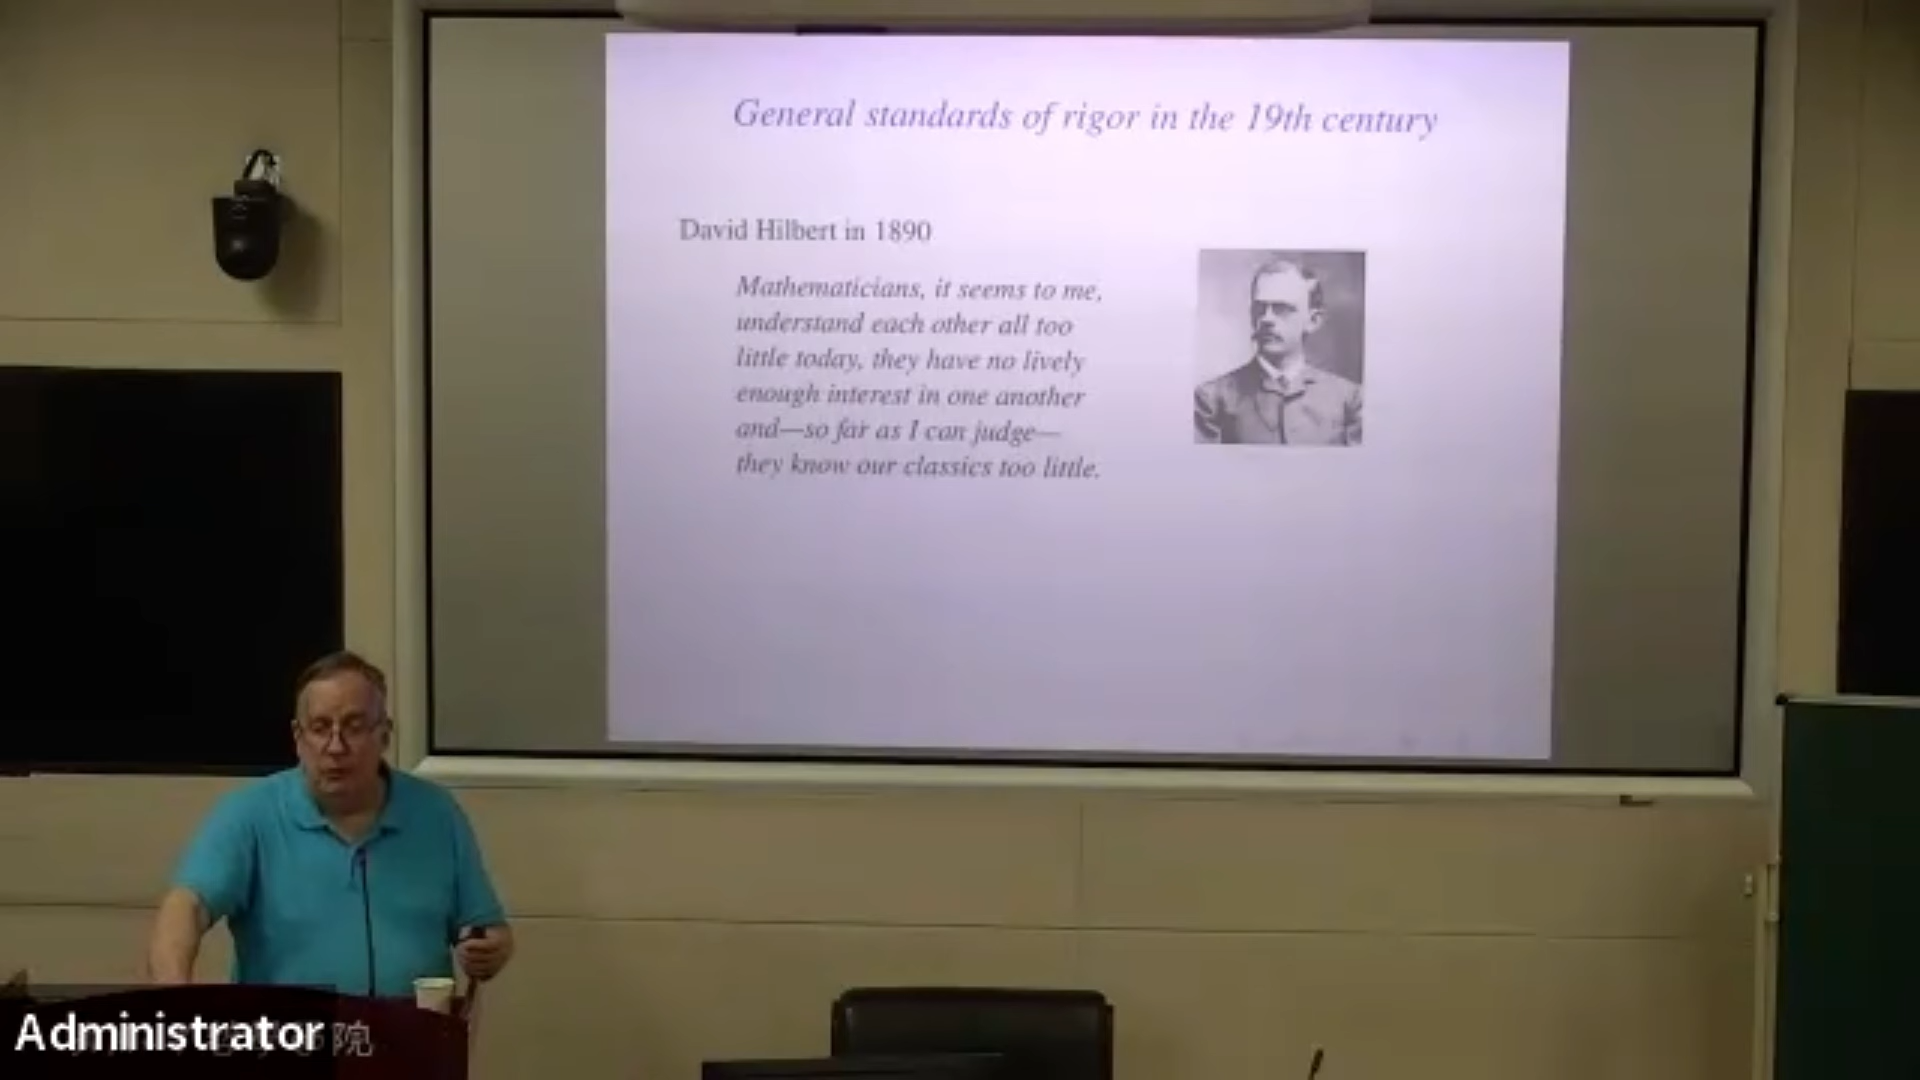 General standards of rigor in the 19th century
David Hilbert in 1890
Mathematicians, it seems to me,
understand each other all too
little today, they have no lively
enough interest in one another
and—so far as I can judge—
they know our classics too little.
Administrator
院